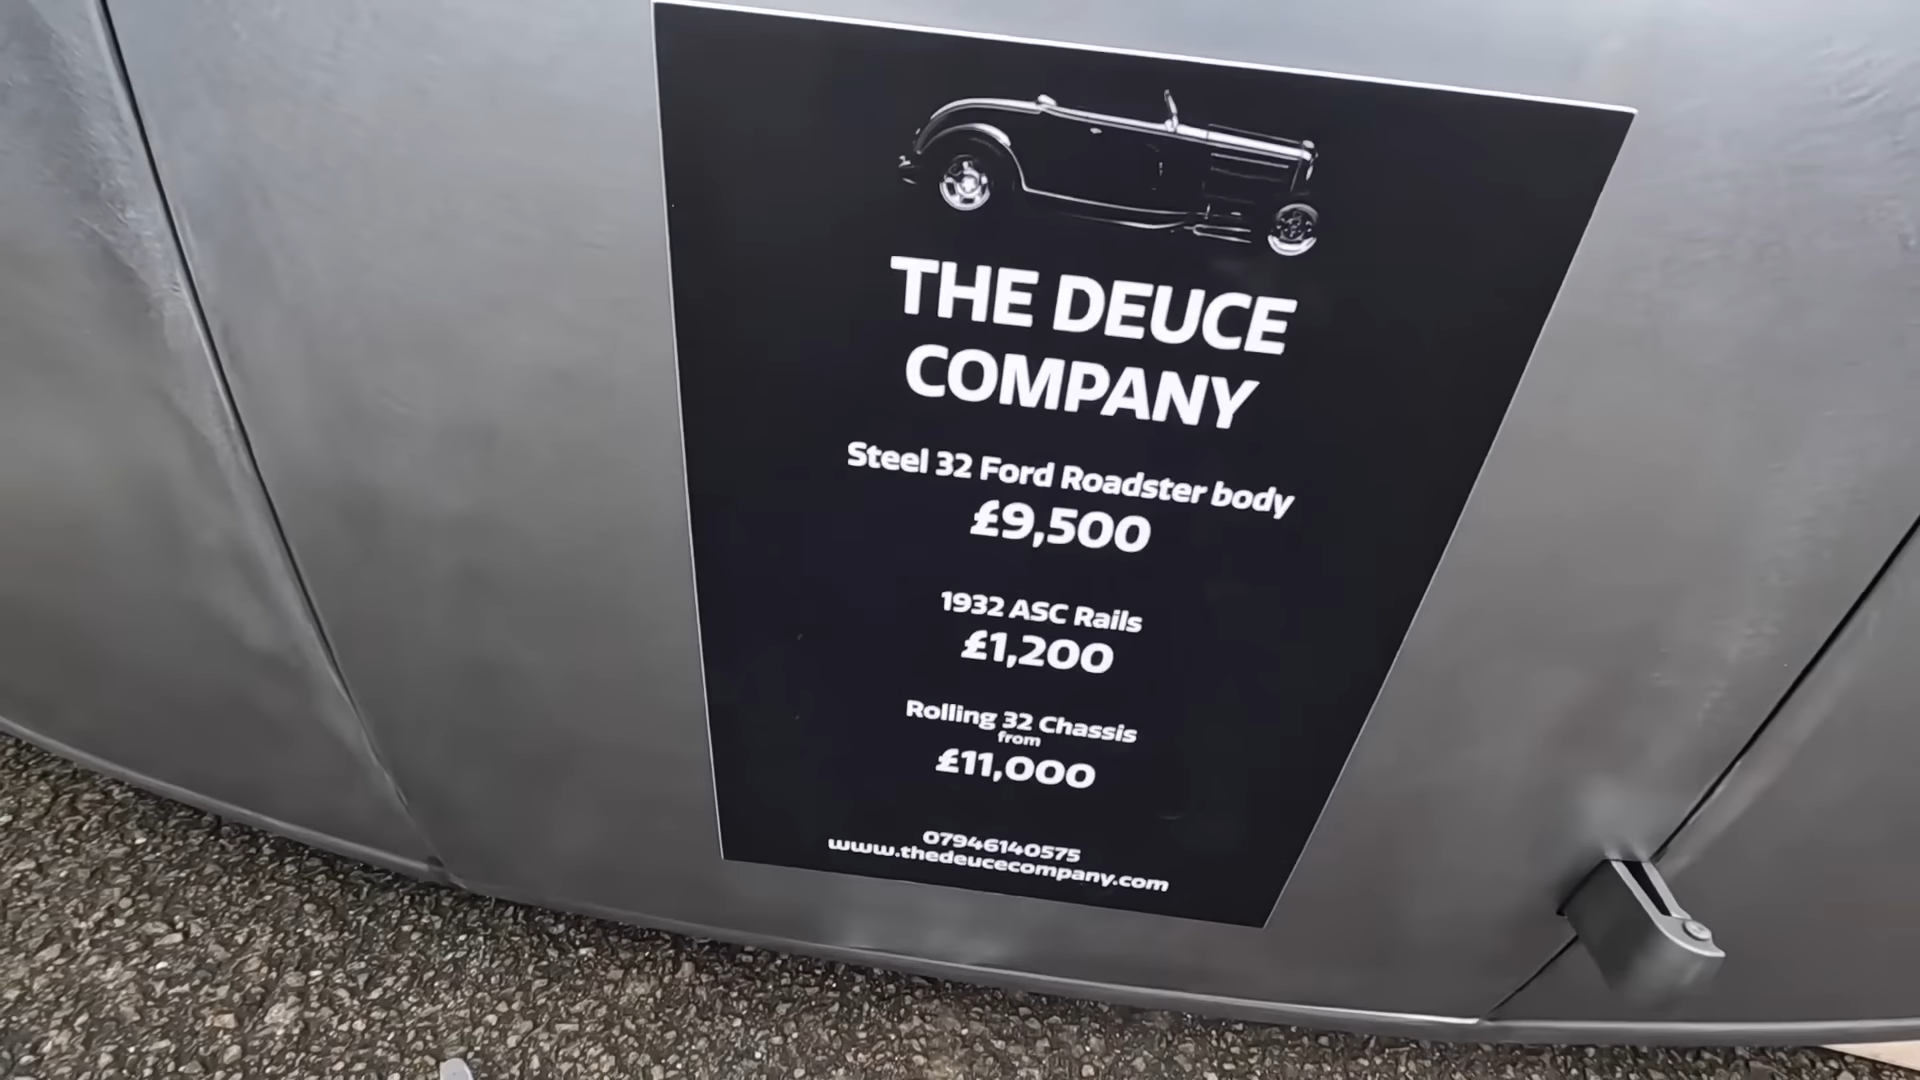 THE DEUCE
COMPANY
Steel 32 Ford Roadster body
£9,500
1932 ASC Rails
£1,200
Rolling 32 Chassis
from
£11,000
07946140575
www.thedeucecompany.com